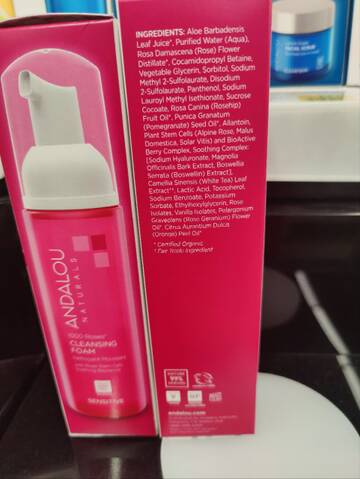 INGREDIENTS: Aloe Barbadensis
Leaf Juice*, Purified Water (Aqua),
Rosa Damascena (Rose) Flower
Distillate*, Cocamidopropyl Betaine,
Vegetable Glycerin, Sorbitol, Sodium
Methyl 2-Sulfolaurate, Disodium
2-Sulfolaurate, Panthenol, Sodium
Lauroyl Methyl Isethionate, Sucrose
Cocoate, Rosa Canina (Rosehip)
Fruit Oil*, Punica Granatum
(Pomegranate) Seed Oil*, Allantoin,
Plant Stem Cells (Alpine Rose, Malus
Domestica, Solar Vitis) and BioActive
Berry Complex, Soothing Complex:
[Sodium Hyaluronate, Magnolia
Officinalis Bark Extract, Boswellia
Serrata (Boswellin) Extract],
Camellia Sinensis (White Tea) Leaf
Extract*†, Lactic Acid, Tocopherol,
Sodium Benzoate, Potassium
Sorbate, Ethylhexylglycerin, Rose
Isolates, Vanilla Isolates, Pelargonium
Graveolens (Rose Geranium) Flower
Oil*, Citrus Aurantium Dulcis
(Orange) Peel Oil*
* Certified Organic
† Fair Trade Ingredient
ANDALOU
NATURALS
1000 Roses
CLEANSING
FOAM
Nettoyant Moussant
SENSITIVE
99%
andalou.com
FACIAL SCRUB